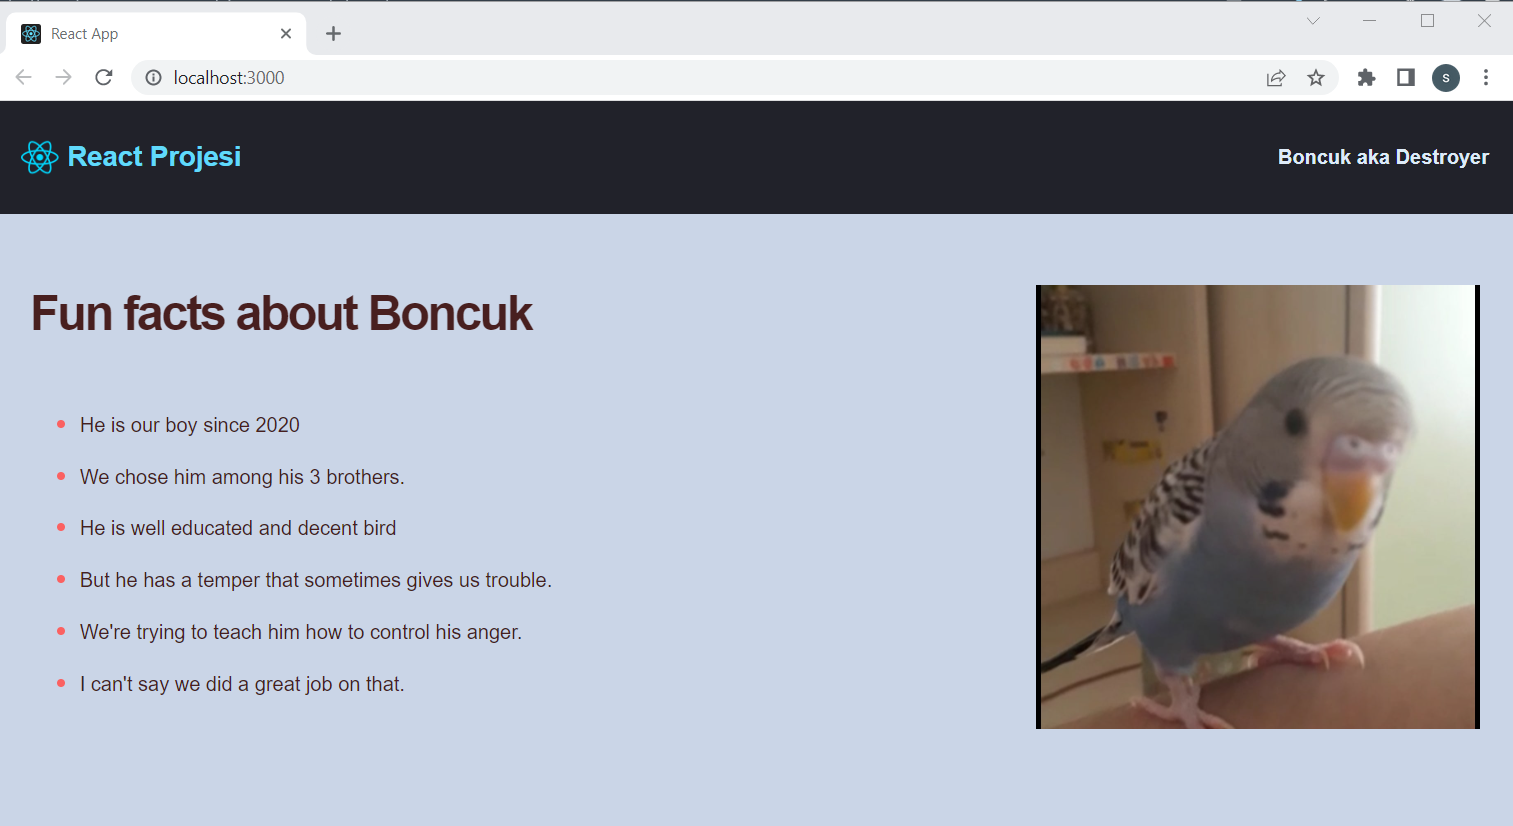 React App
localhost:3000
S
React Projesi
Boncuk aka Destroyer
Fun facts about Boncuk
He is our boy since 2020
We chose him among his 3 brothers.
He is well educated and decent bird
But he has a temper that sometimes gives us trouble.
We're trying to teach him how to control his anger.
I can't say we did a great job on that.